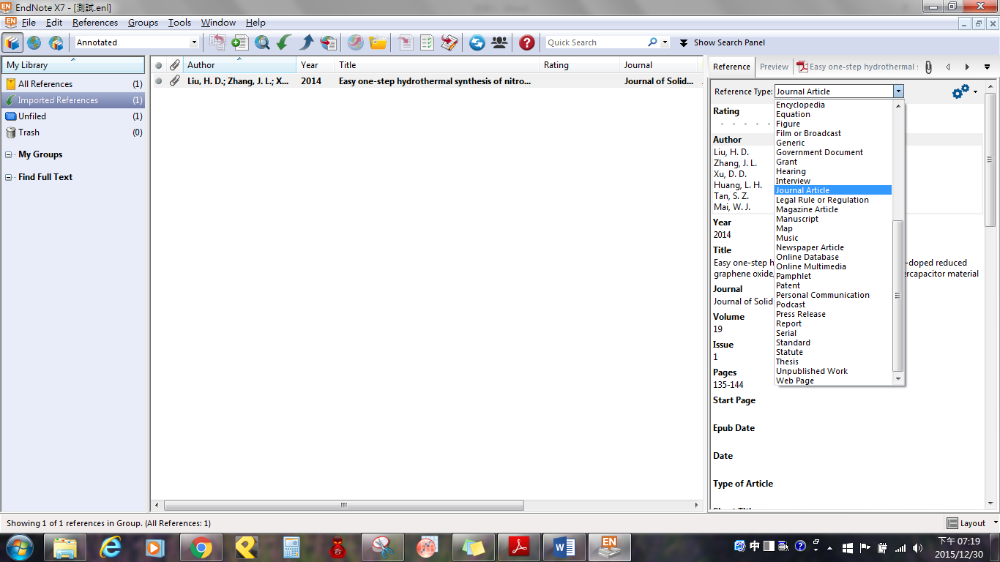 EndNote X7 - [測試.enl]
File Edit References Groups Tools Window Help
Annotated
Quick Search
Show Search Panel
My Library
All References (1)
Imported References (1)
Unfiled (1)
Trash (0)
My Groups
Find Full Text
Author Year Title Rating Journal
Liu, H. D.; Zhang, J. L.; X... 2014 Easy one-step hydrothermal synthesis of nitro... Journal of Solid...
Reference Preview Easy one-step hydrothermal
Reference Type: Journal Article
Encyclopedia
Equation
Figure
Film or Broadcast
Generic
Government Document
Grant
Hearing
Interview
Journal Article
Legal Rule or Regulation
Magazine Article
Manuscript
Map
Music
Newspaper Article
Online Database
Online Multimedia
Pamphlet
Patent
Personal Communication
Podcast
Press Release
Report
Serial
Standard
Statute
Thesis
Unpublished Work
Web Page
Rating
Author
Liu, H. D.
Zhang, J. L.
Xu, D. D.
Huang, L. H.
Tan, S. Z.
Mai, W. J.
Year
2014
Title
Easy one-step -doped reduced
graphene oxide material
Journal
Journal of Solid
Volume
19
Issue
1
Pages
135-144
Start Page
Epub Date
Date
Type of Article
Showing 1 of 1 references in Group. (All References: 1)
Layout
中
下午 07:19
2015/12/30